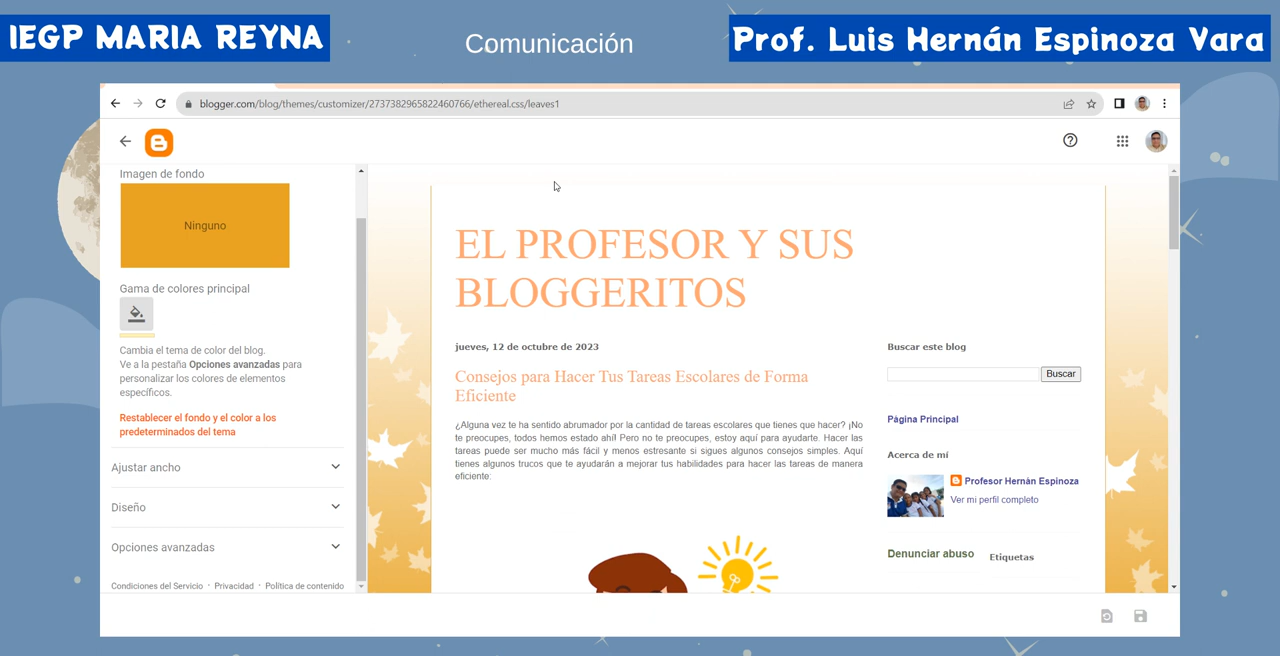 IEGP MARIA REYNA
Comunicación
Prof. Luis Hernán Espinoza Vara
blogger.com/blog/themes/customizer/2737382965822460766/ethereal.css/leaves1
Imagen de fondo
Ninguno
Gama de colores principal
Cambia el tema de color del blog.
Ve a la pestaña Opciones avanzadas para
personalizar los colores de elementos
específicos.
Restablecer el fondo y el color a los
predeterminados del tema
Ajustar ancho
Diseño
Opciones avanzadas
Condiciones del Servicio · Privacidad · Política de contenido
EL PROFESOR Y SUS
BLOGGERITOS
jueves, 12 de octubre de 2023
Consejos para Hacer Tus Tareas Escolares de Forma
Eficiente
¿Alguna vez te ha sentido abrumador por la cantidad de tareas escolares que tienes que hacer? ¡No
te preocupes, todos hemos estado ahí! Pero no te preocupes, estoy aquí para ayudarte. Hacer las
tareas puede ser mucho más fácil y menos estresante si sigues algunos consejos simples. Aquí
tienes algunos trucos que te ayudarán a mejorar tus habilidades para hacer las tareas de manera
eficiente:
Buscar este blog
Buscar
Página Principal
Acerca de mí
Profesor Hernán Espinoza
Ver mi perfil completo
Denunciar abuso
Etiquetas